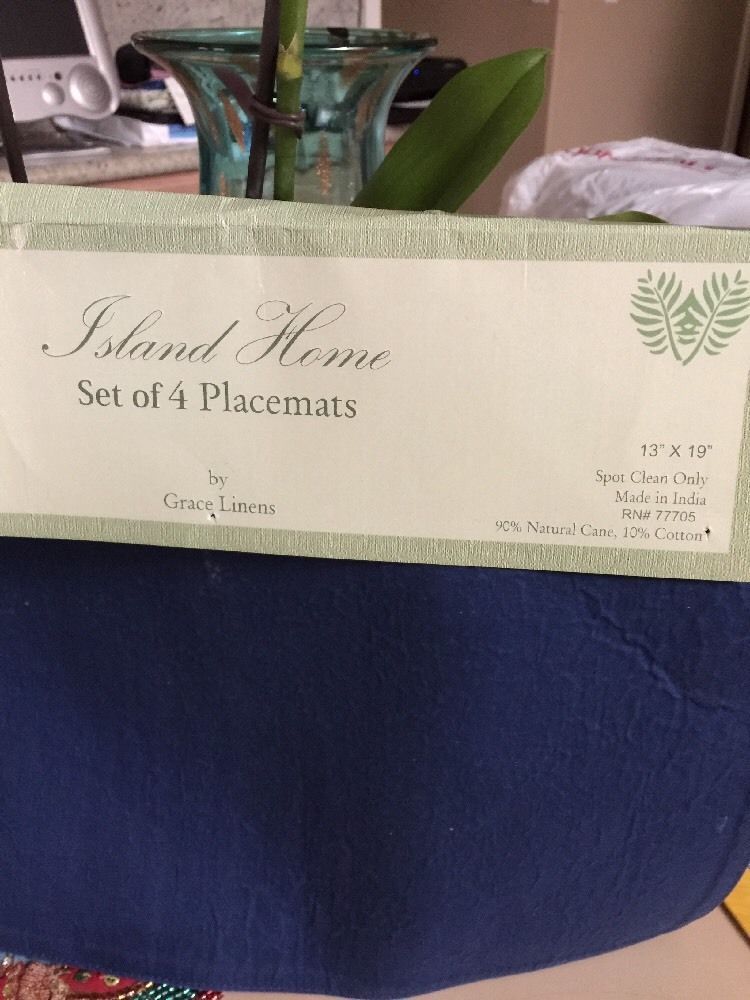 Island Home
Set of 4 Placemats
by
Grace Linens
13" X 19"
Spot Clean Only
Made in India
RN# 77705
90% Natural Cane, 10% Cotton